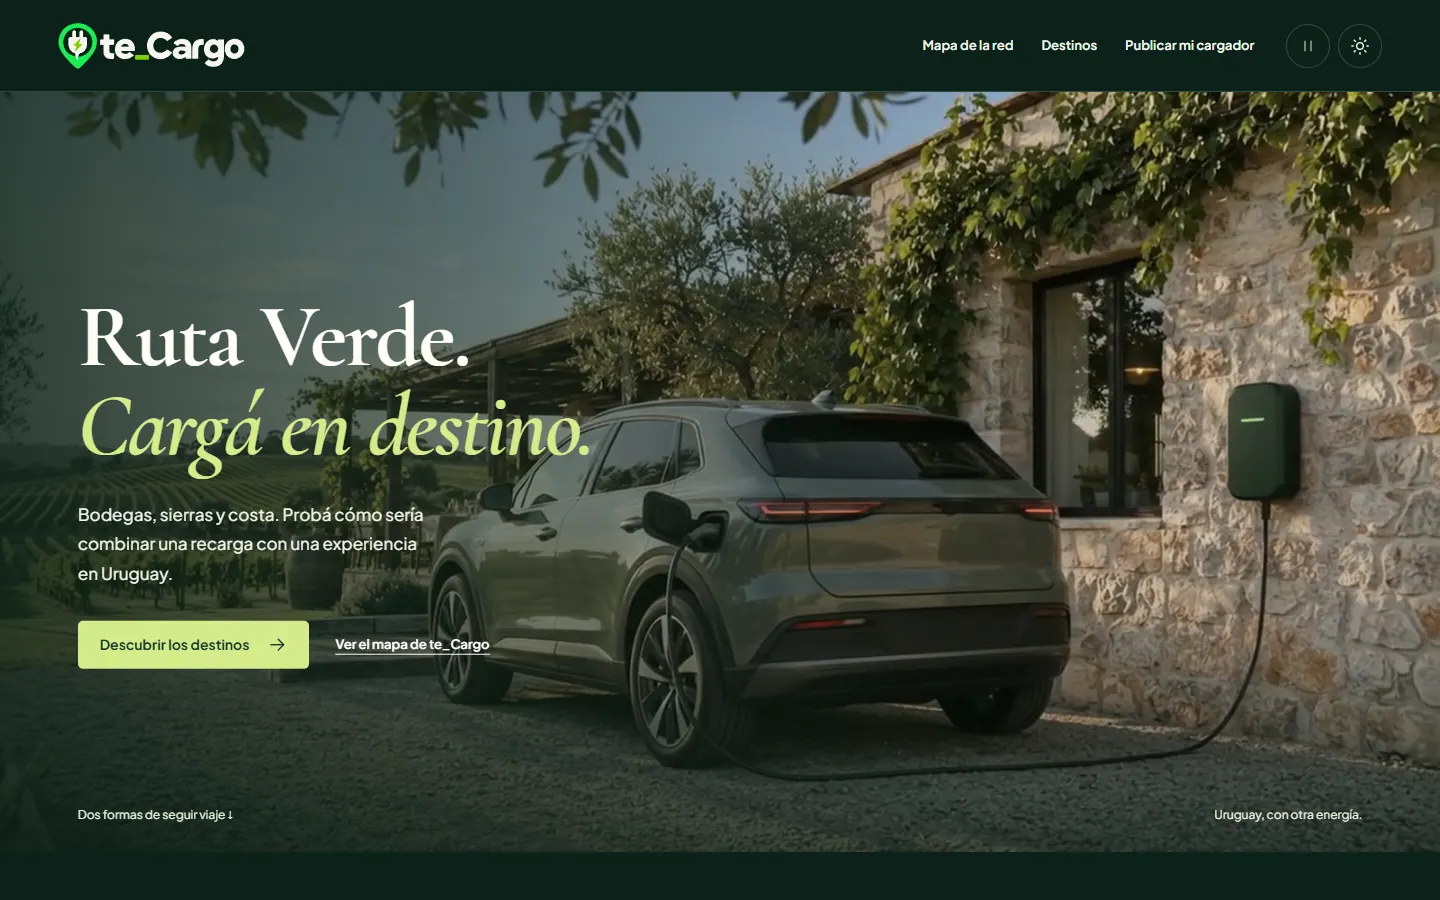 te_Cargo
Mapa de la red
Destinos
Publicar mi cargador
Ruta Verde.
Cargá en destino.
Bodegas, sierras y costa. Probá cómo sería
combinar una recarga con una experiencia
en Uruguay.
Descubrir los destinos →
Ver el mapa de te_Cargo
Dos formas de seguir viaje ↓
Uruguay, con otra energía.